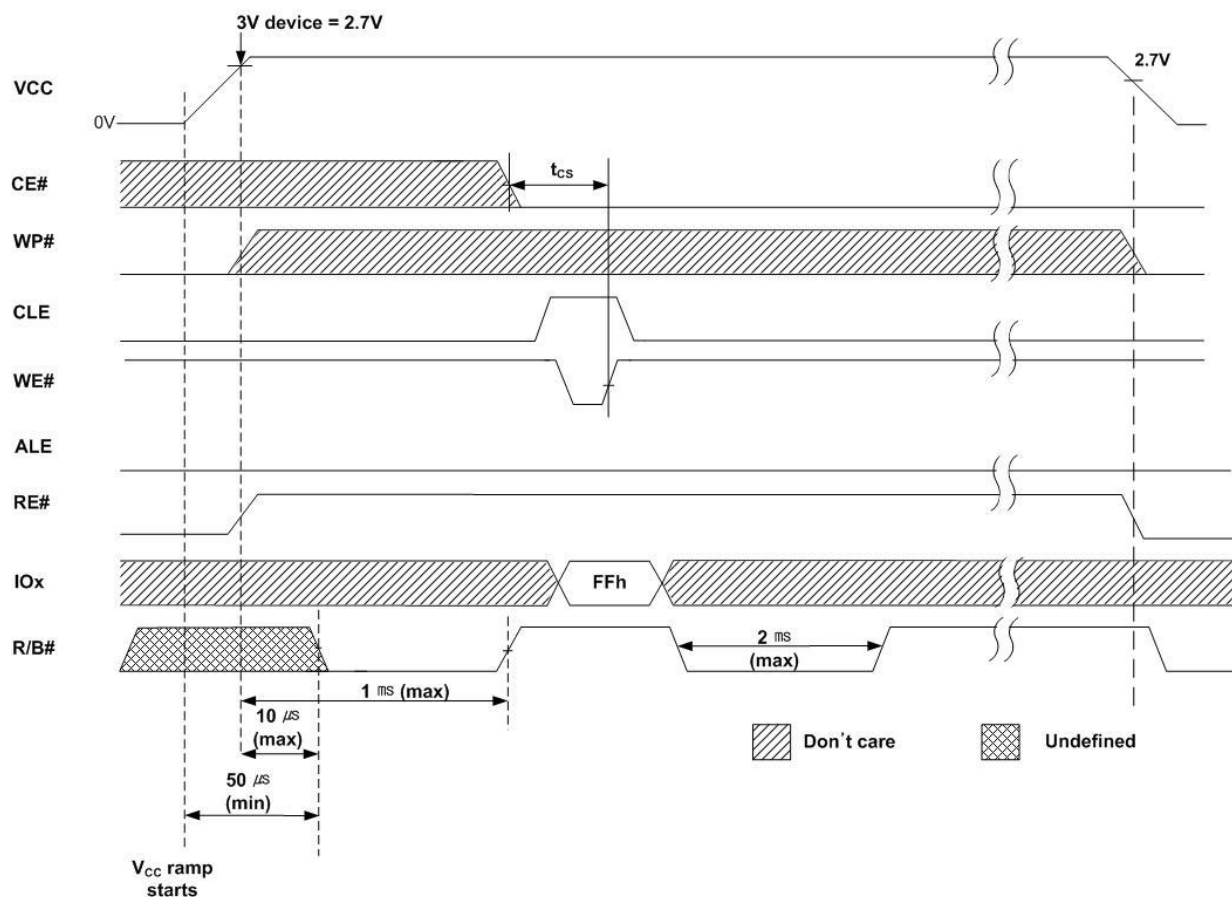 3V device = 2.7V
VCC
2.7V
0V
CE#
tCS
WP#
CLE
WE#
ALE
RE#
IOx
FFh
R/B#
2 ㎳
(max)
1 ㎳ (max)
10 ㎲
(max)
Don't care
Undefined
50 ㎲
(min)
VCC ramp
starts